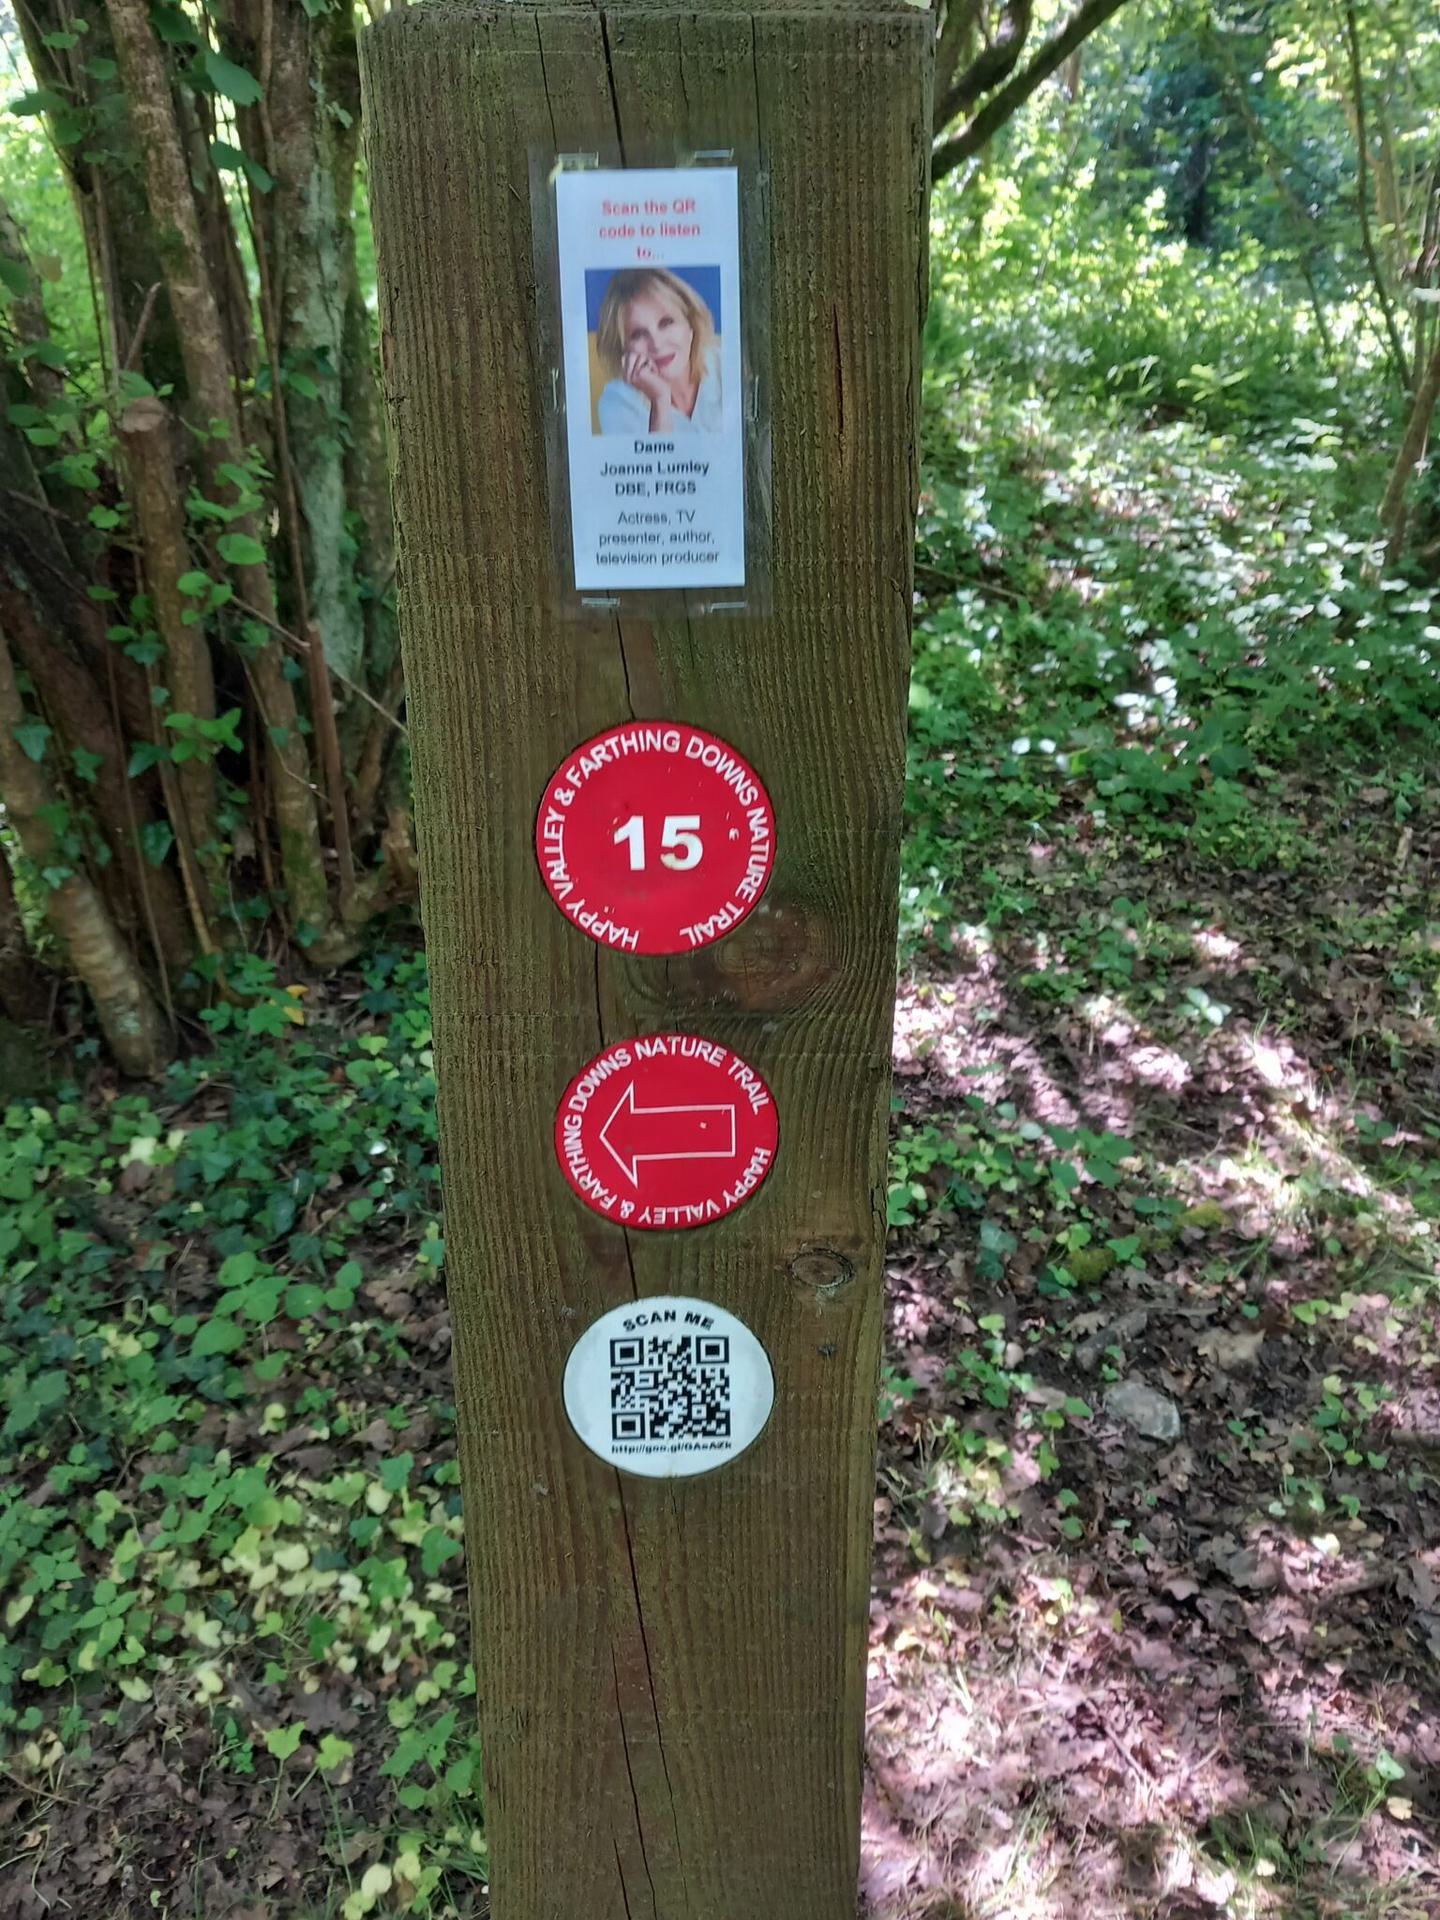 Scan the QR
code to listen
to...
Dame
Joanna Lumley
DBE, FRGS
Actress, TV
presenter, author,
television producer
HAPPY VALLEY & FARTHING DOWNS NATURE TRAIL
15
HAPPY VALLEY & FARTHING DOWNS NATURE TRAIL
SCAN ME